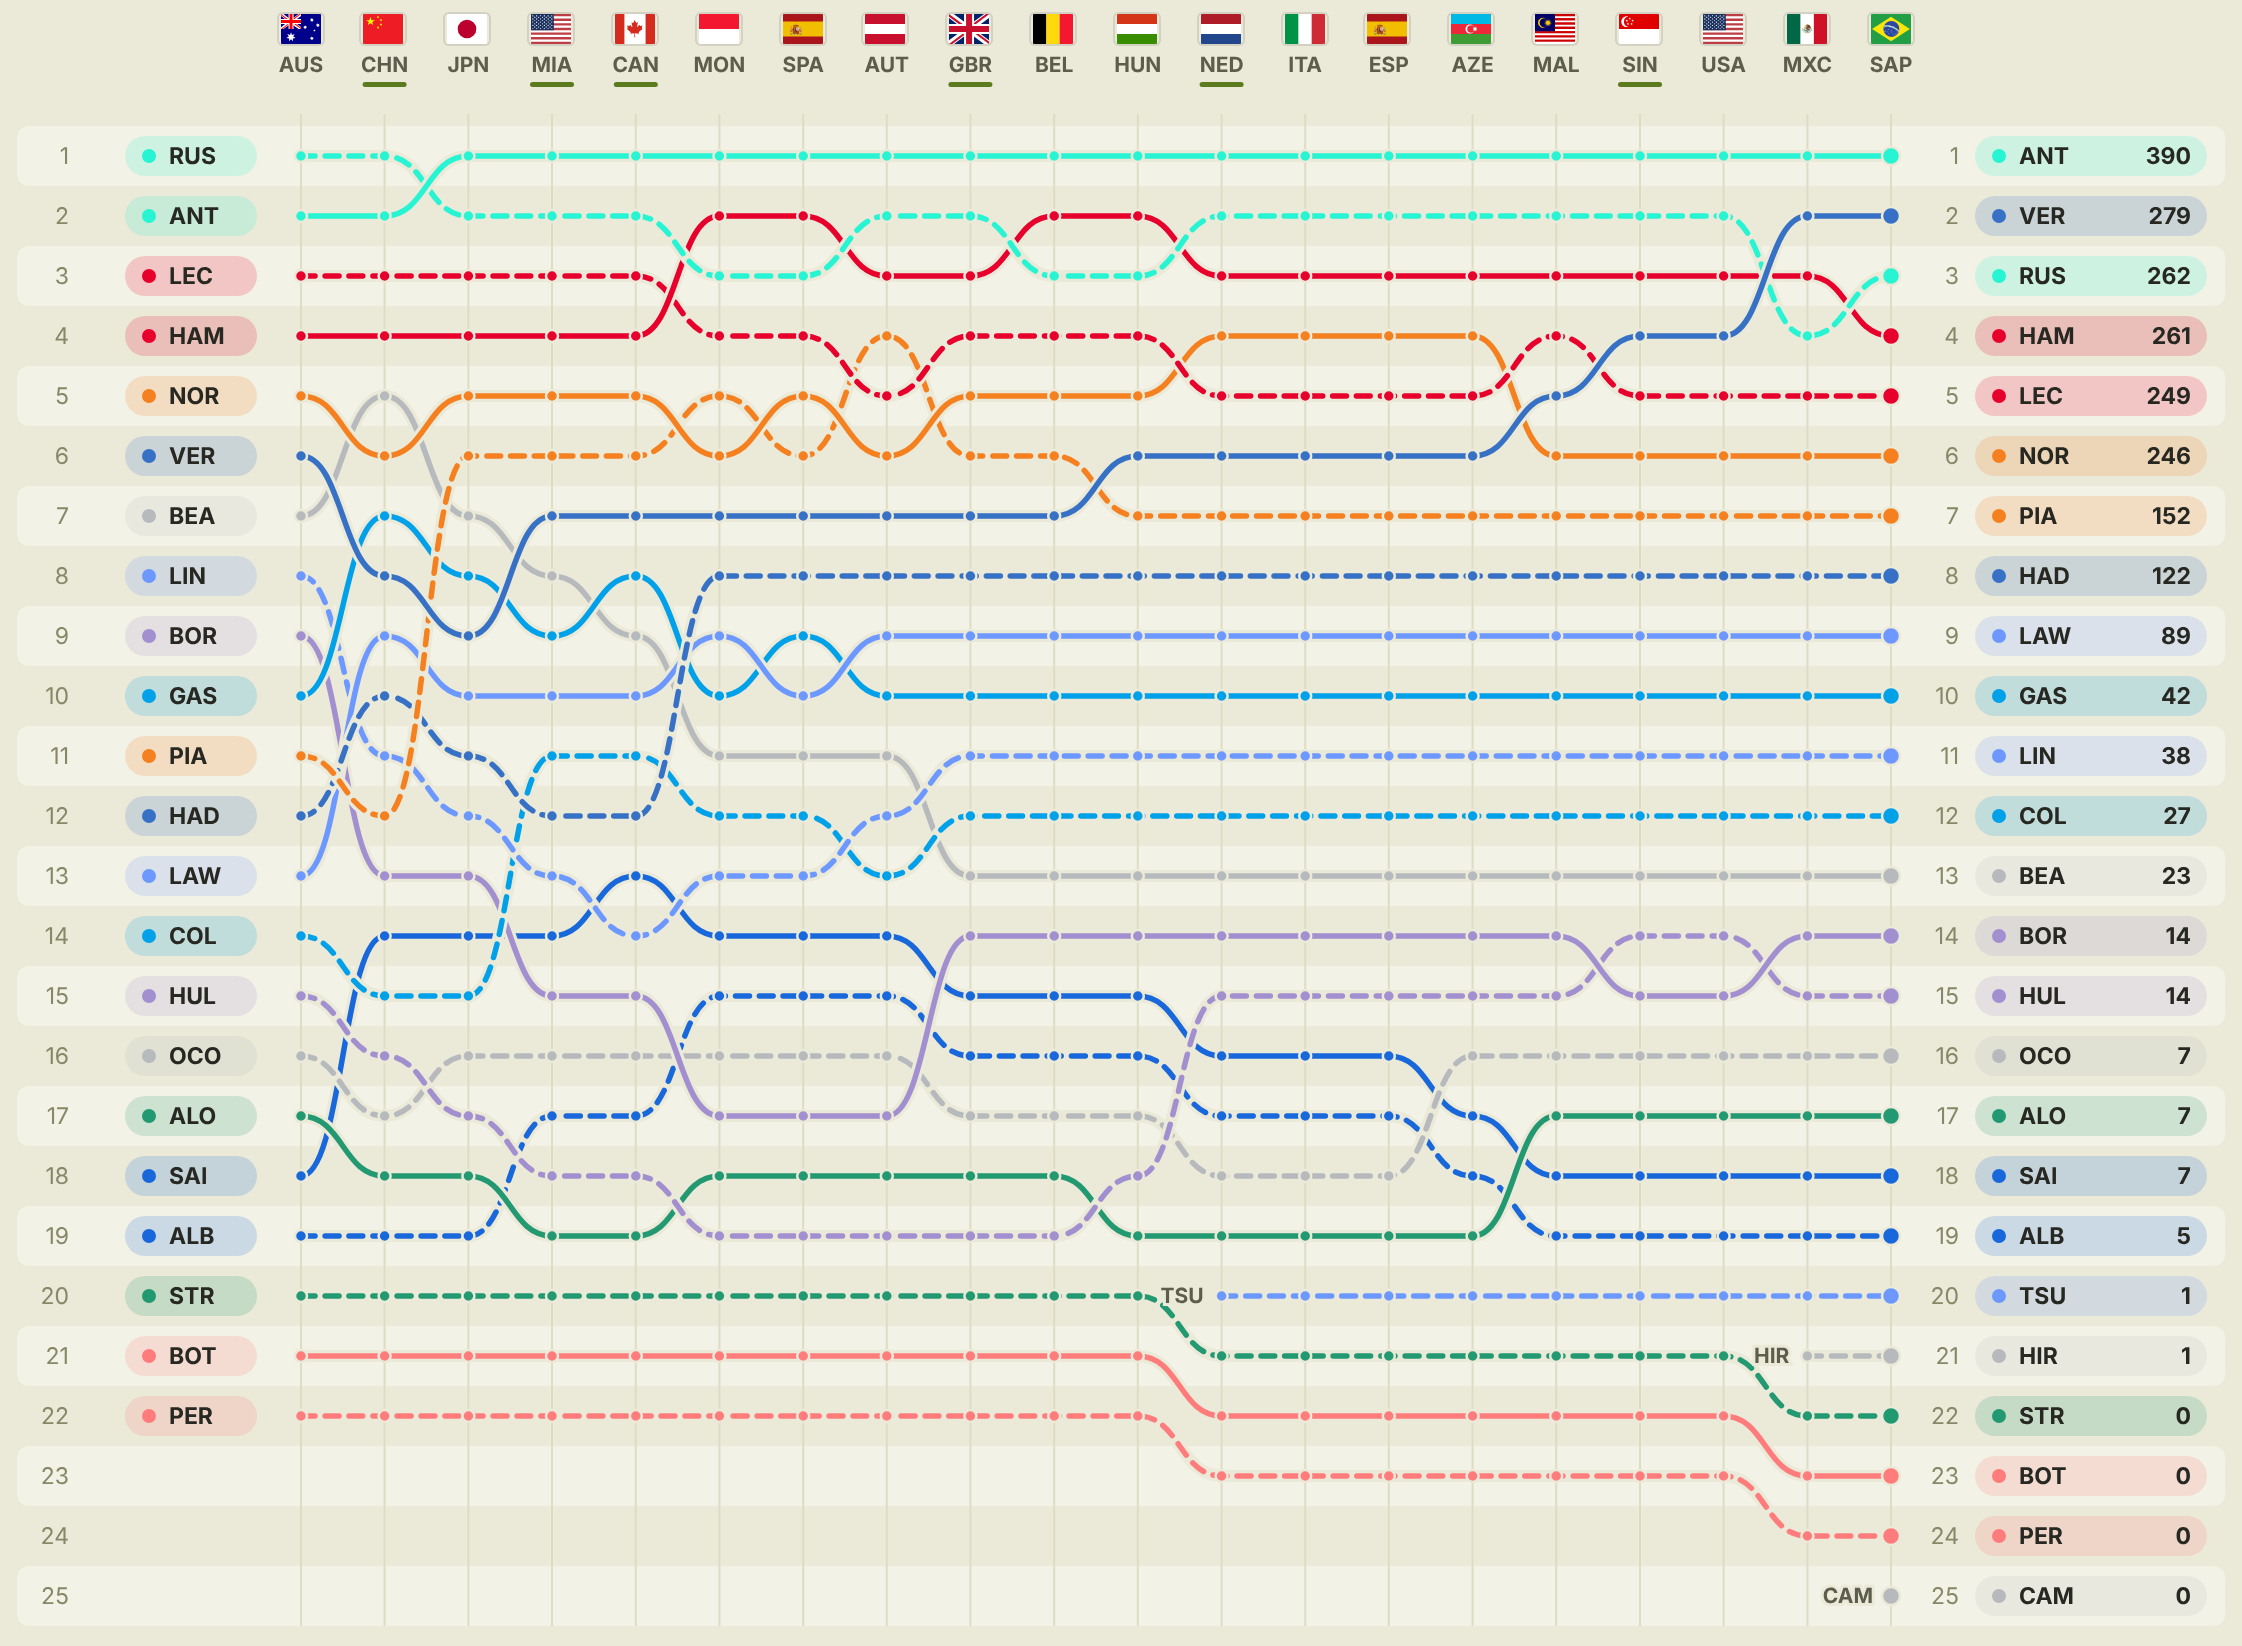 AUS CHN JPN MIA CAN MON SPA AUT GBR BEL HUN NED ITA ESP AZE MAL SIN USA MXC SAP
1 RUS 1 ANT 390
2 ANT 2 VER 279
3 LEC 3 RUS 262
4 HAM 4 HAM 261
5 NOR 5 LEC 249
6 VER 6 NOR 246
7 BEA 7 PIA 152
8 LIN 8 HAD 122
9 BOR 9 LAW 89
10 GAS 10 GAS 42
11 PIA 11 LIN 38
12 HAD 12 COL 27
13 LAW 13 BEA 23
14 COL 14 BOR 14
15 HUL 15 HUL 14
16 OCO 16 OCO 7
17 ALO 17 ALO 7
18 SAI 18 SAI 7
19 ALB 19 ALB 5
20 STR TSU 20 TSU 1
21 BOT HIR 21 HIR 1
22 PER 22 STR 0
23 23 BOT 0
24 24 PER 0
25 CAM 25 CAM 0